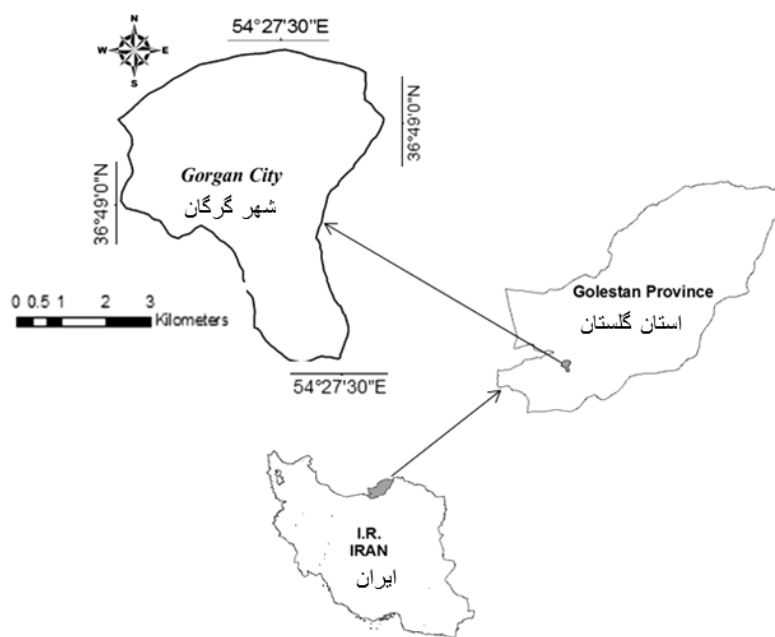 54°27'30"E
N
W E
S
36°49'0"N
36°49'0"N
Gorgan City
شهر گرگان
0 0.5 1 2 3
Kilometers
54°27'30"E
Golestan Province
استان گلستان
I.R.
IRAN
ایران